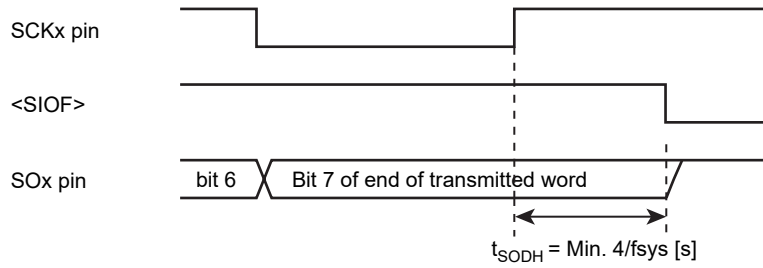 SCKx pin
<SIOF>
SOx pin
bit 6
Bit 7 of end of transmitted word
tSODH = Min. 4/fsys [s]